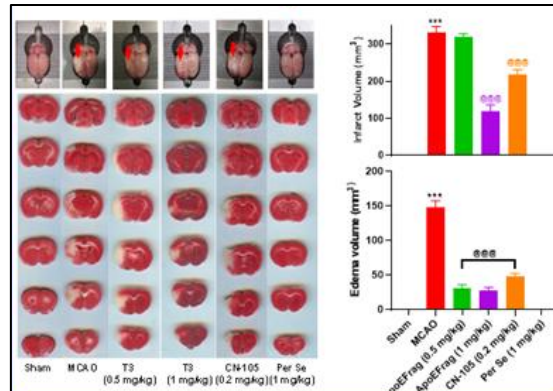 Sham MCAO T3 T3 CN-105 Per Se
(0.5 mg/kg) (1 mg/kg) (0.2 mg/kg) (1 mg/kg)
***
@@@
@@@
Infarct Volume (mm³)
300
200
100
0
***
@@@
Edema volume (mm³)
200
150
100
50
0
Sham
MCAO
(0.5 mg/kg)
ApoEFrag (1 mg/kg)
CN-105 (0.2 mg/kg)
Per Se (1 mg/kg)